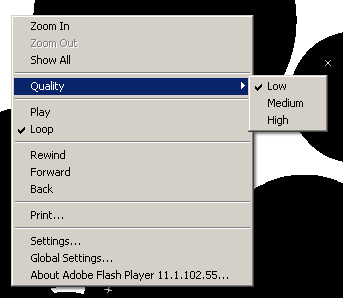 Zoom In
Zoom Out
Show All
Quality
Low
Medium
High
Play
Loop
Rewind
Forward
Back
Print...
Settings...
Global Settings...
About Adobe Flash Player 11.1.102.55...